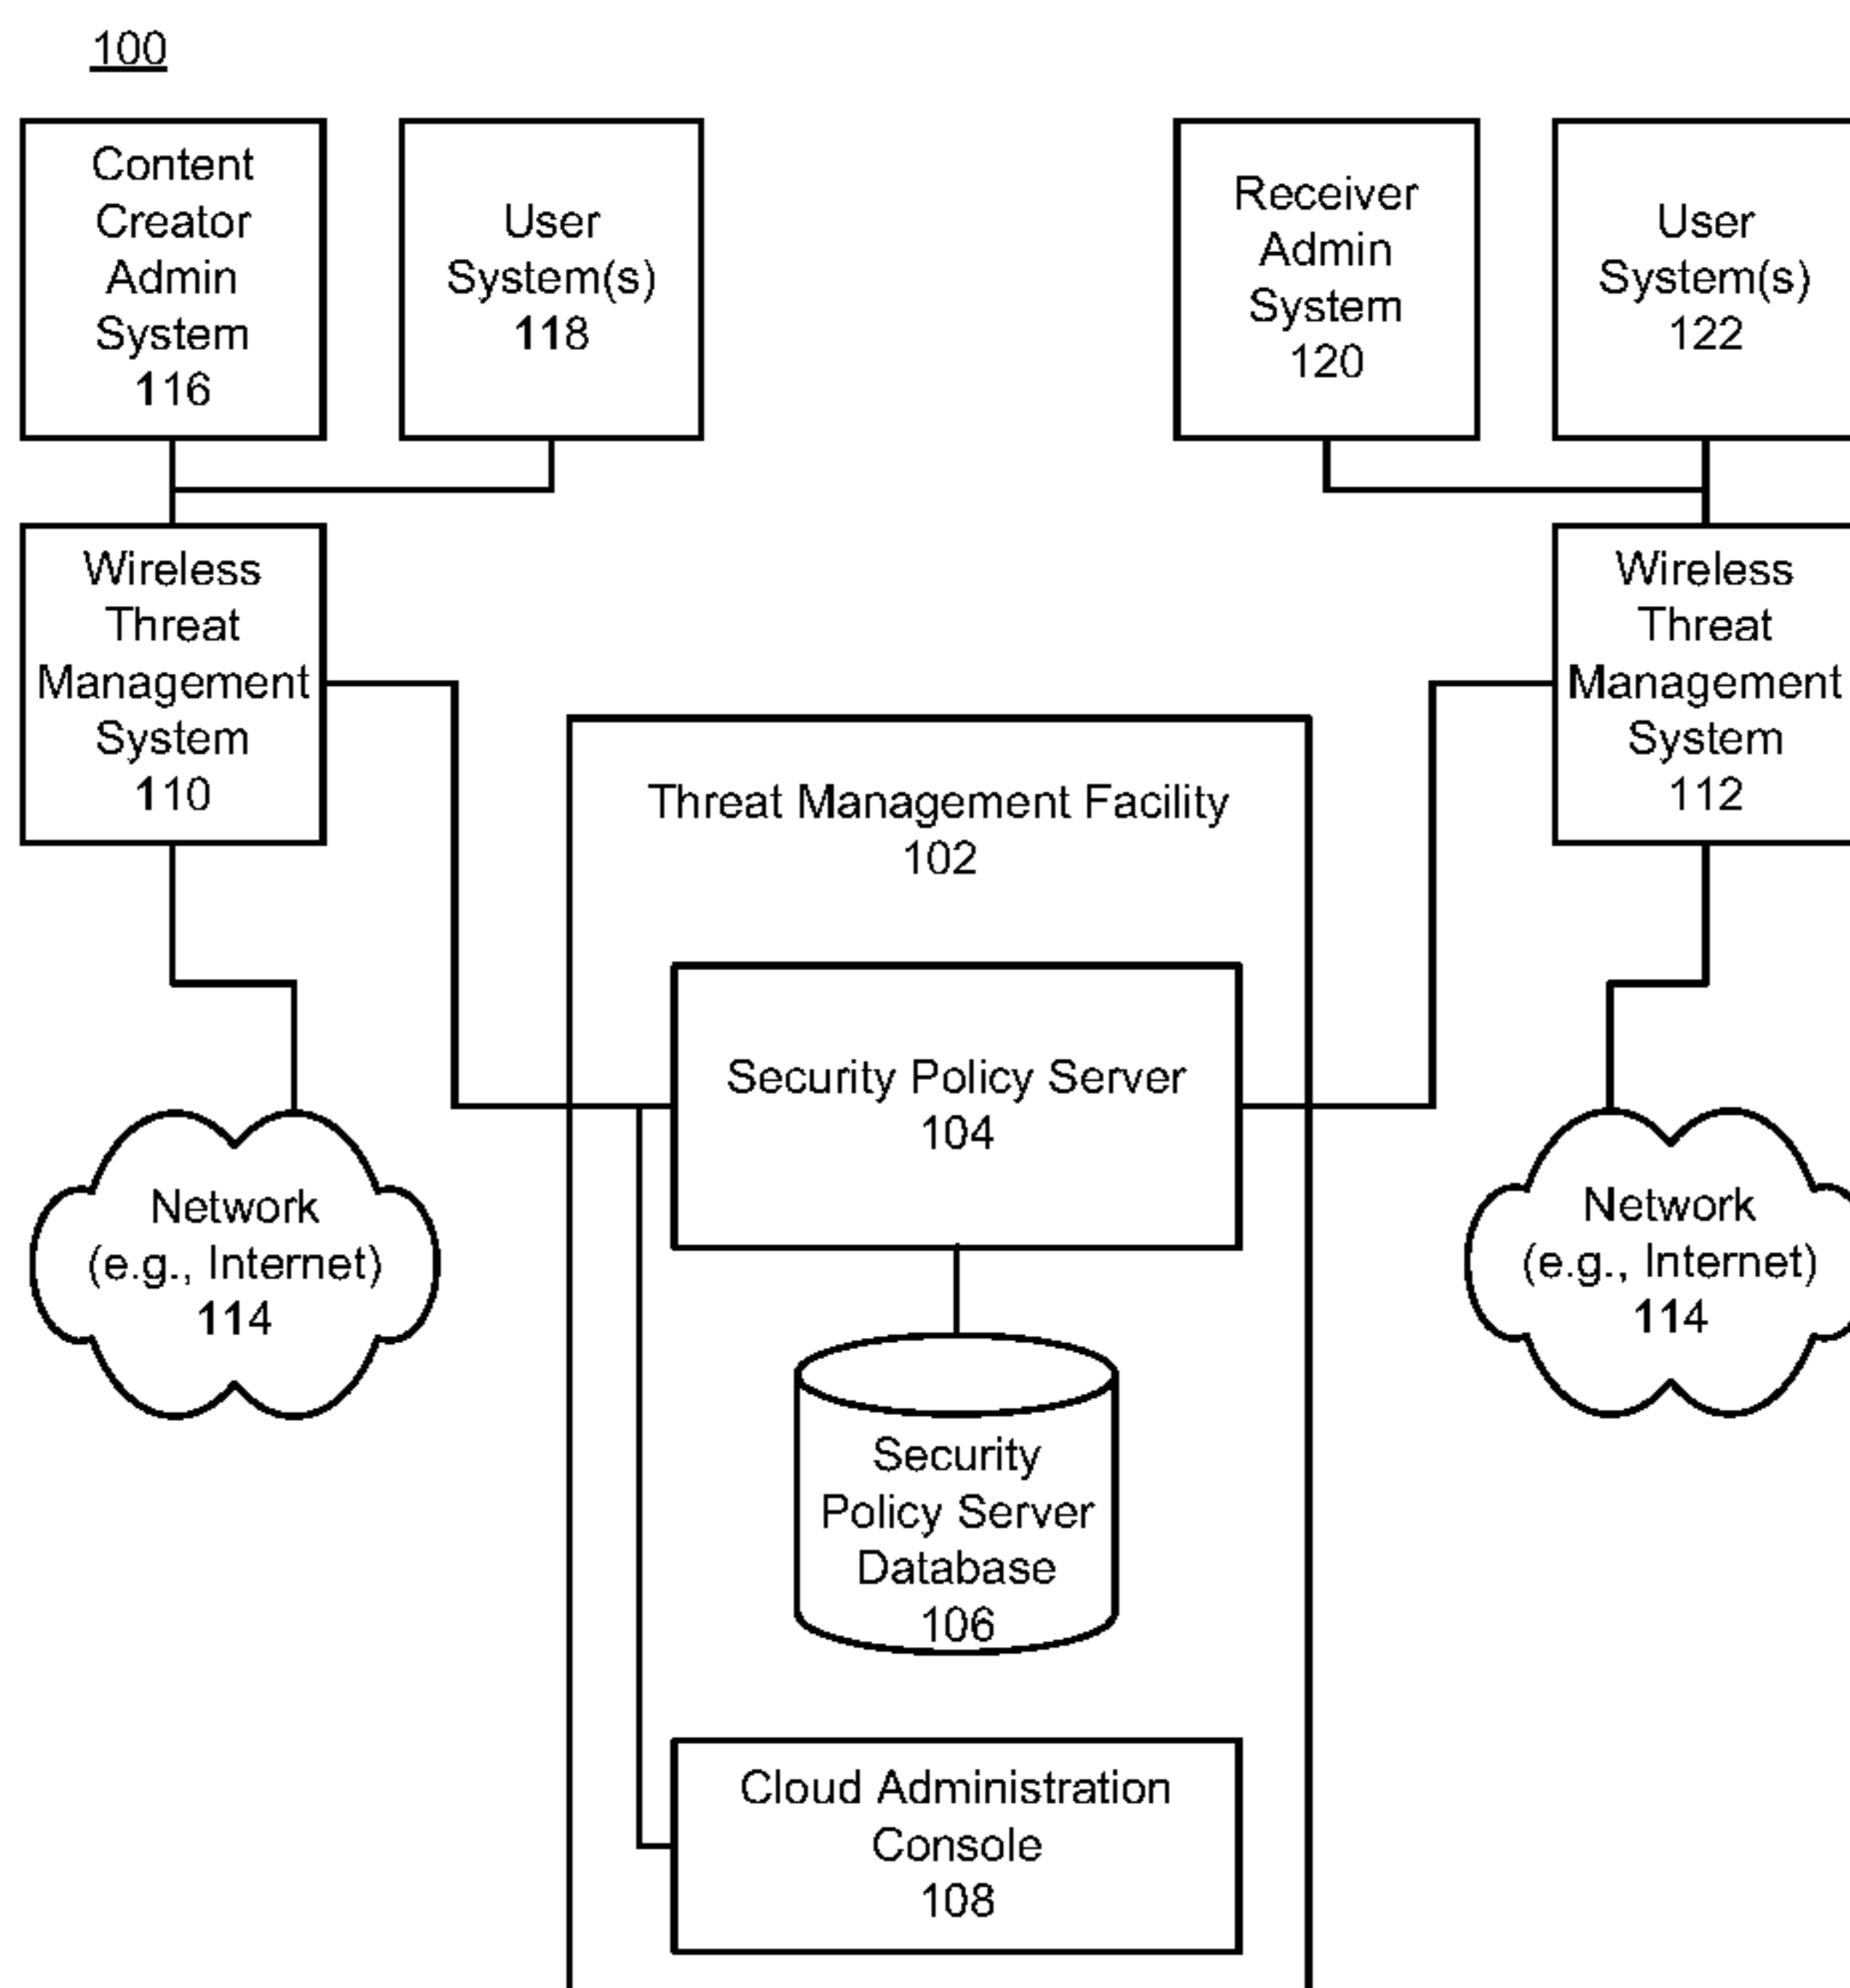 100
Content
Creator
Admin
System
116
User
System(s)
118
Receiver
Admin
System
120
User
System(s)
122
Wireless
Threat
Management
System
110
Wireless
Threat
Management
System
112
Threat Management Facility
102
Security Policy Server
104
Network
(e.g., Internet)
114
Network
(e.g., Internet)
114
Security
Policy Server
Database
106
Cloud Administration
Console
108